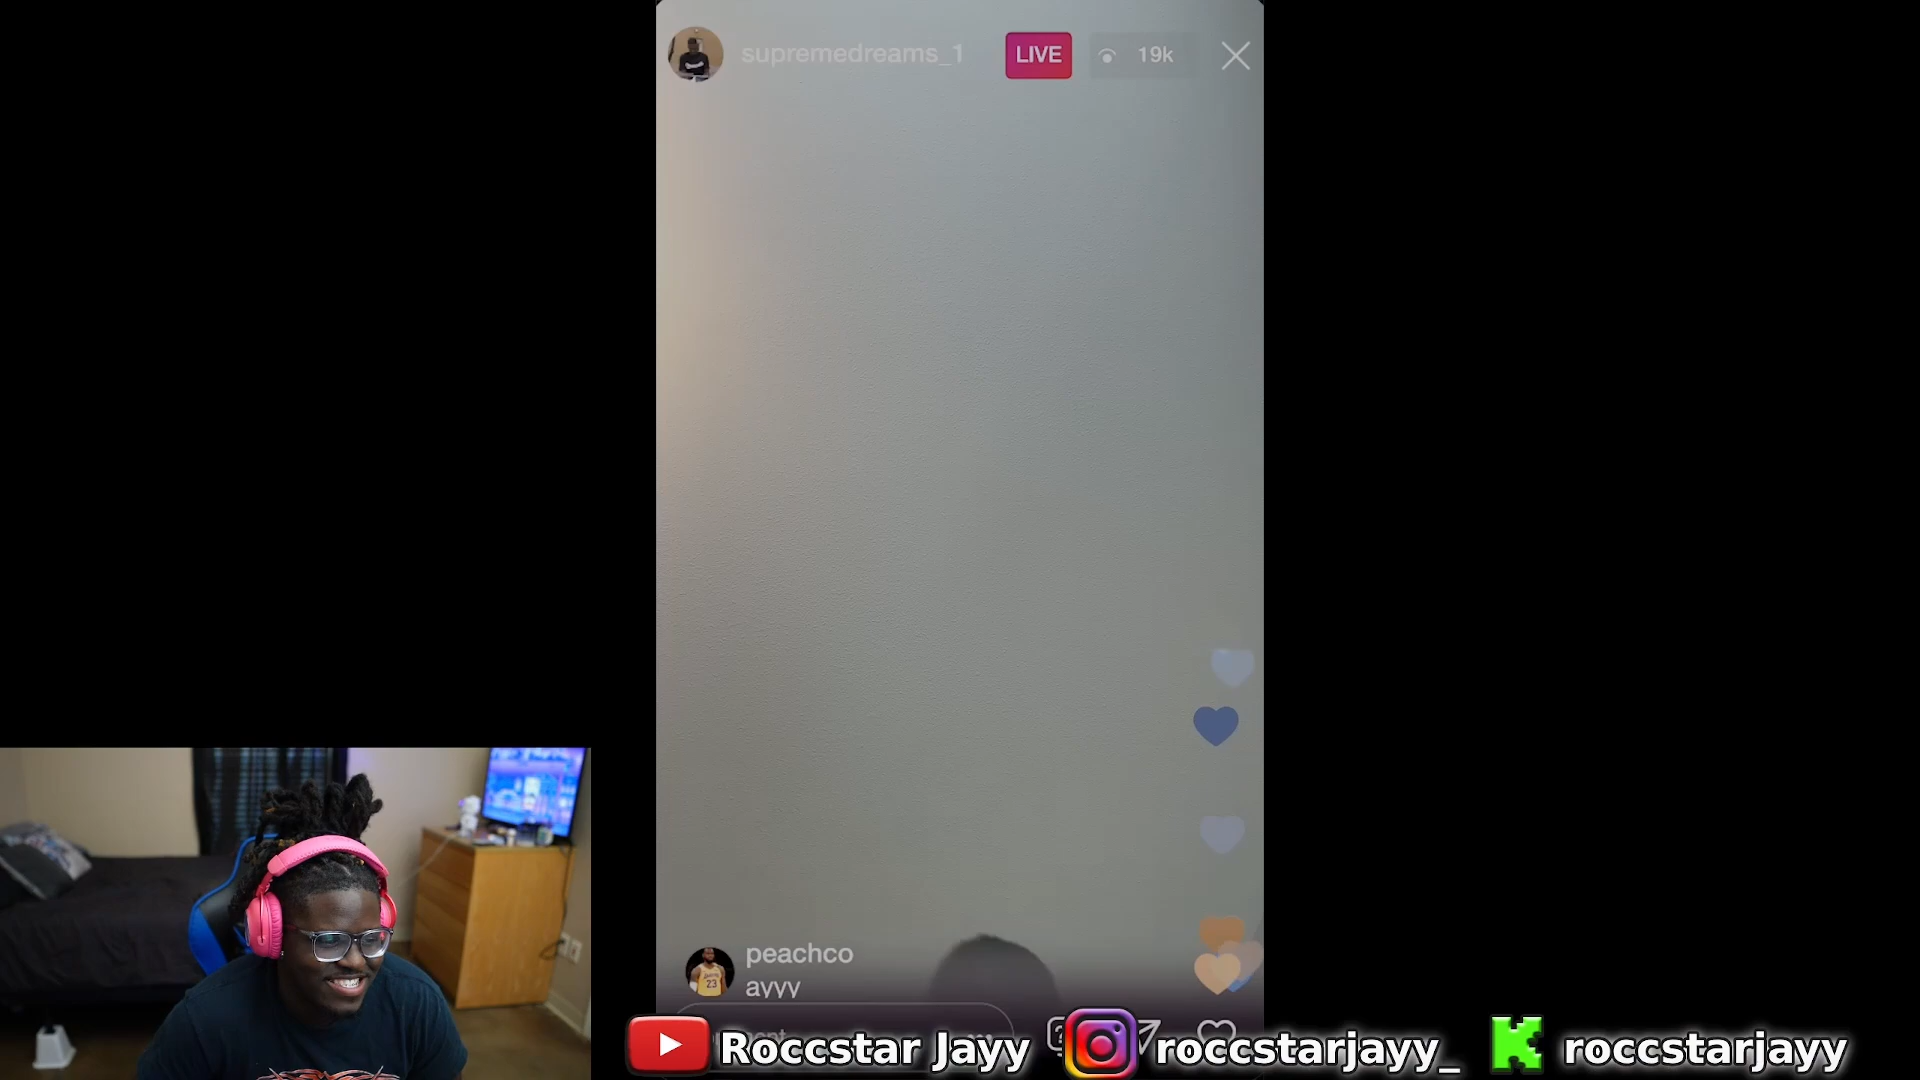 supremedreams_1 LIVE 19k
peachco
ayyy
Roccstar Jayy roccstarjayy_ roccstarjayy